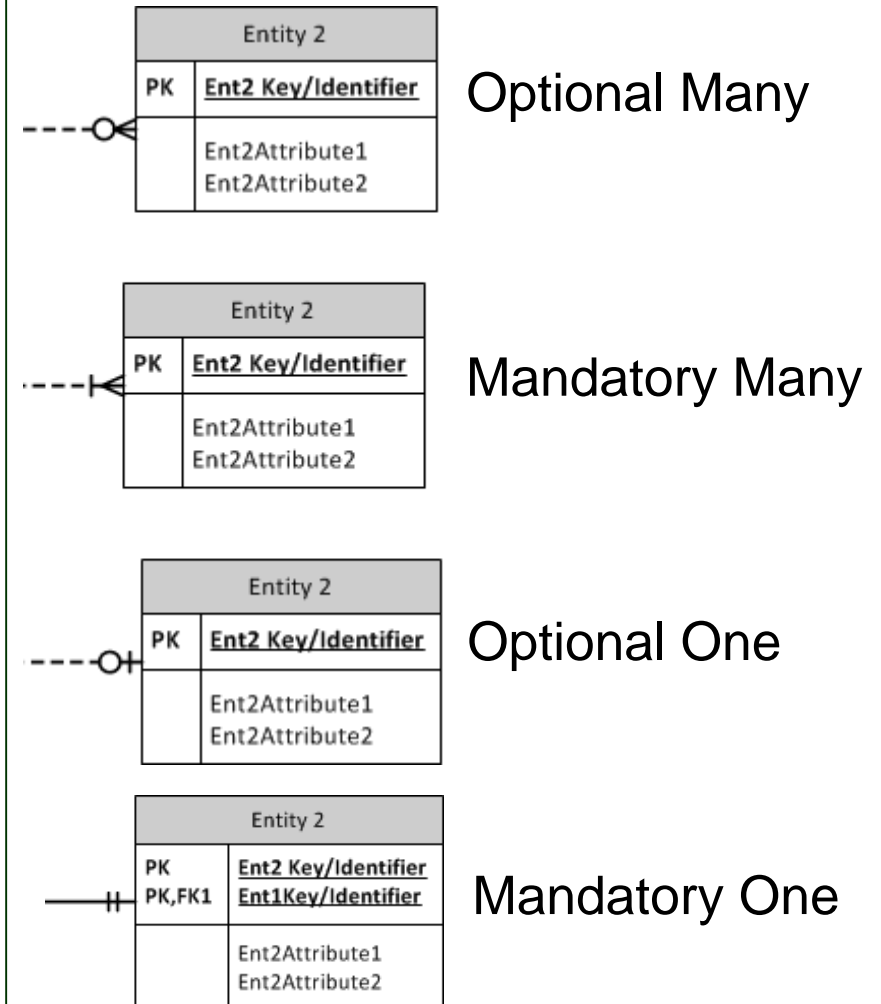 Entity 2
PK Ent2 Key/Identifier
Ent2Attribute1
Ent2Attribute2
Optional Many
Entity 2
PK Ent2 Key/Identifier
Ent2Attribute1
Ent2Attribute2
Mandatory Many
Entity 2
PK Ent2 Key/Identifier
Ent2Attribute1
Ent2Attribute2
Optional One
Entity 2
PK Ent2 Key/Identifier
PK,FK1 Ent1Key/Identifier
Ent2Attribute1
Ent2Attribute2
Mandatory One